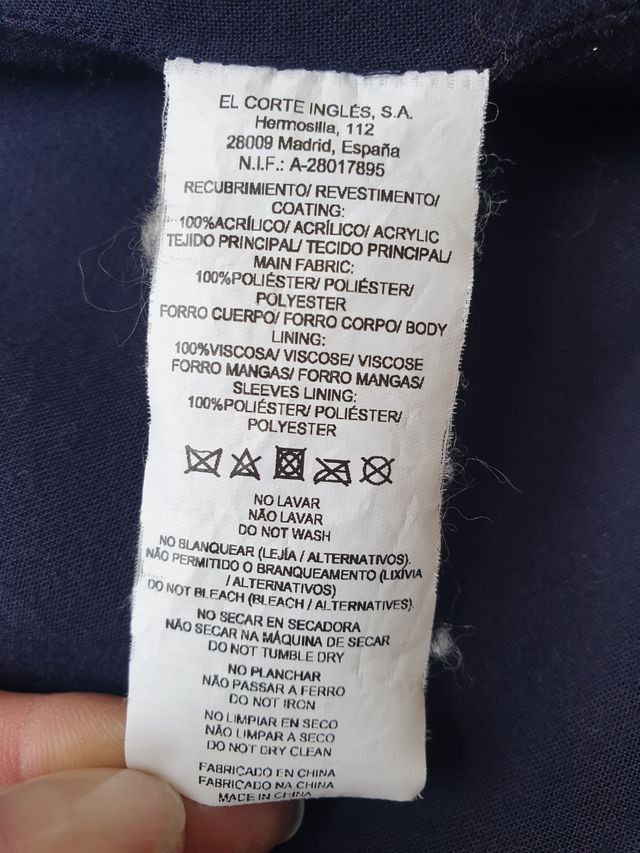 EL CORTE INGLÉS, S.A.
Hermosilla, 112
28009 Madrid, España
N.I.F.: A-28017895
RECUBRIMIENTO/ REVESTIMENTO/
COATING:
100%ACRÍLICO/ ACRÍLICO/ ACRYLIC
TEJIDO PRINCIPAL/ TECIDO PRINCIPAL/
MAIN FABRIC:
100%POLIÉSTER/ POLIÉSTER/
POLYESTER
FORRO CUERPO/ FORRO CORPO/ BODY
LINING:
100%VISCOSA/ VISCOSE/ VISCOSE
FORRO MANGAS/ FORRO MANGAS/
SLEEVES LINING:
100%POLIÉSTER/ POLIÉSTER/
POLYESTER
NO LAVAR
NÃO LAVAR
DO NOT WASH
NO BLANQUEAR (LEJÍA / ALTERNATIVOS).
NÃO PERMITIDO O BRANQUEAMENTO (LIXÍVIA
/ ALTERNATIVOS)
DO NOT BLEACH (BLEACH / ALTERNATIVES).
NO SECAR EN SECADORA
NÃO SECAR NA MÁQUINA DE SECAR
DO NOT TUMBLE DRY
NO PLANCHAR
NÃO PASSAR A FERRO
DO NOT IRON
NO LIMPIAR EN SECO
NÃO LIMPAR A SECO
DO NOT DRY CLEAN
FABRICADO EN CHINA
FABRICADO NA CHINA
MADE IN CHINA